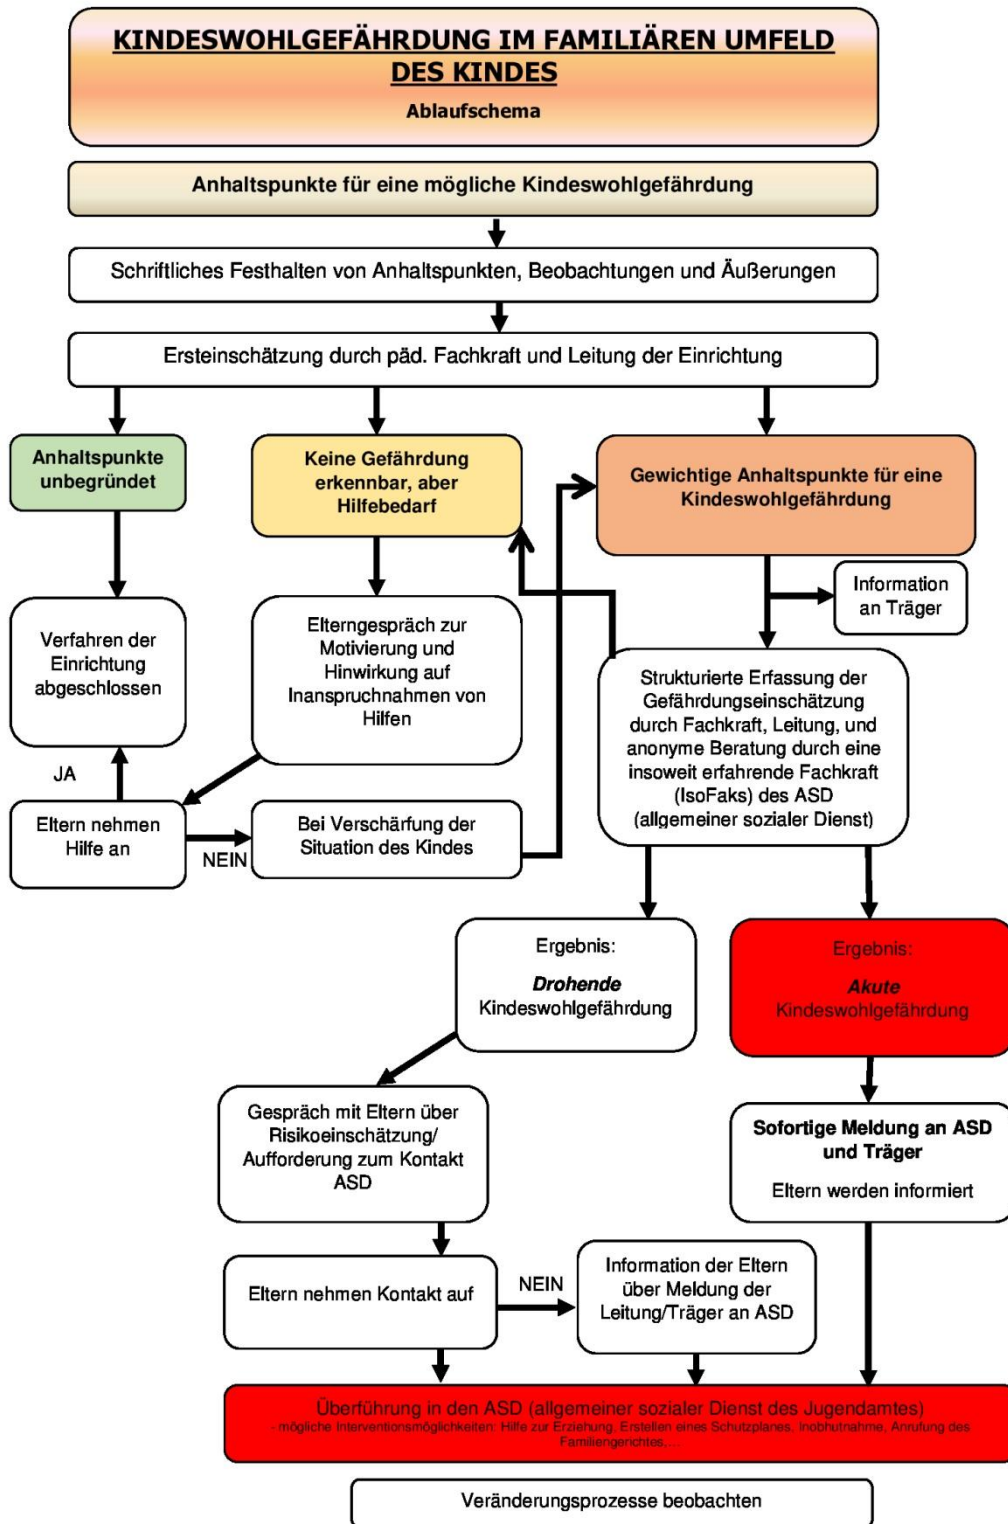 KINDESWOHLGEFÄHRDUNG IM FAMILIÄREN UMFELD
DES KINDES
Ablaufschema
Anhaltspunkte für eine mögliche Kindeswohlgefährdung
Schriftliches Festhalten von Anhaltspunkten, Beobachtungen und Äußerungen
Ersteinschätzung durch päd. Fachkraft und Leitung der Einrichtung
Anhaltspunkte
unbegründet
Keine Gefährdung
erkennbar, aber
Hilfebedarf
Gewichtige Anhaltspunkte für eine
Kindeswohlgefährdung
Information
an Träger
Verfahren der
Einrichtung
abgeschlossen
Elterngespräch zur
Motivierung und
Hinwirkung auf
Inanspruchnahmen von
Hilfen
Strukturierte Erfassung der
Gefährdungseinschätzung
durch Fachkraft, Leitung, und
anonyme Beratung durch eine
insoweit erfahrende Fachkraft
(IsoFaks) des ASD
(allgemeiner sozialer Dienst)
JA
Eltern nehmen
Hilfe an
NEIN
Bei Verschärfung der
Situation des Kindes
Ergebnis:
Drohende
Kindeswohlgefährdung
Ergebnis:
Akute
Kindeswohlgefährdung
Gespräch mit Eltern über
Risikoeinschätzung/
Aufforderung zum Kontakt
ASD
Sofortige Meldung an ASD
und Träger
Eltern werden informiert
Eltern nehmen Kontakt auf
NEIN
Information der Eltern
über Meldung der
Leitung/Träger an ASD
Überführung in den ASD (allgemeiner sozialer Dienst des Jugendamtes)
- mögliche Interventionsmöglichkeiten: Hilfe zur Erziehung, Erstellen eines Schutzplanes, Inobhutnahme, Anrufung des
Familiengerichtes,...
Veränderungsprozesse beobachten